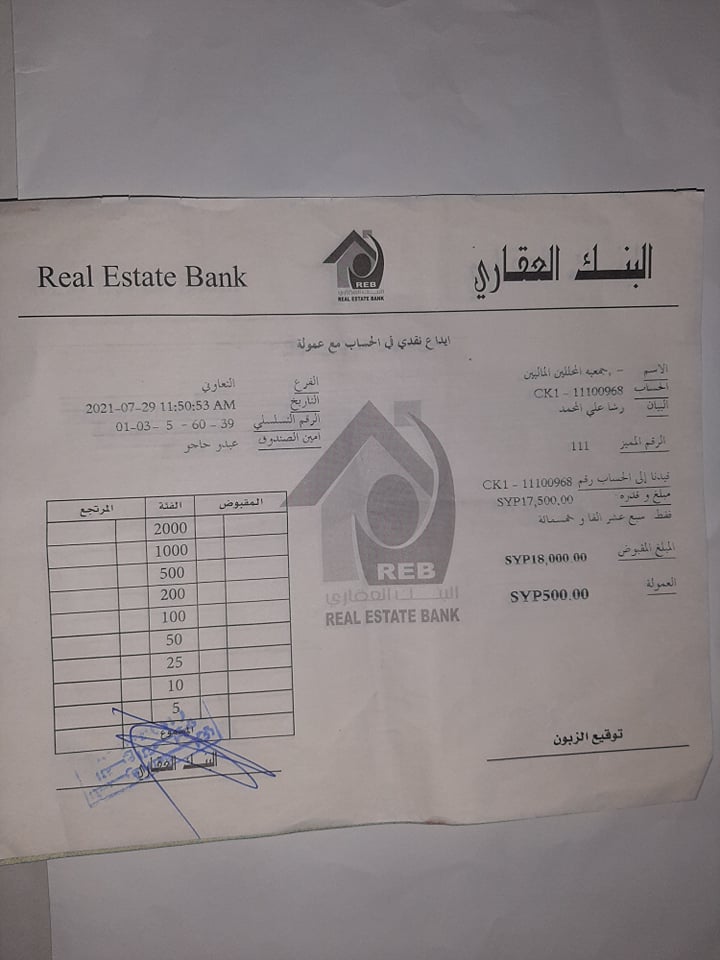 البنك العقاري
REB
البنك العقاري
REAL ESTATE BANK
Real Estate Bank
ايداع نقدي في الحساب مع عمولة
الاسم - جمعيه المحللين الماليين
الحساب CK1 - 11100968
البيان رشا علي المحمد
الرقم المميز 111
قيدنا إلى الحساب رقم CK1 - 11100968
مبلغ و قدره SYP17,500.00
فقط سبع عشر الفا و خمسمائة
المبلغ المقبوض SYP18,000.00
العمولة SYP500.00
الفرع التعاوني
التاريخ 2021-07-29 11:50:53 AM
الرقم التسلسلي 01-03- 5 - 60 - 39
امين الصندوق عبدو حاجو
REB
البنك العقاري
REAL ESTATE BANK
المقبوض الفئة المرتجع
2000
1000
500
200
100
50
25
10
5
المجموع
البنك العقاري
توقيع الزبون